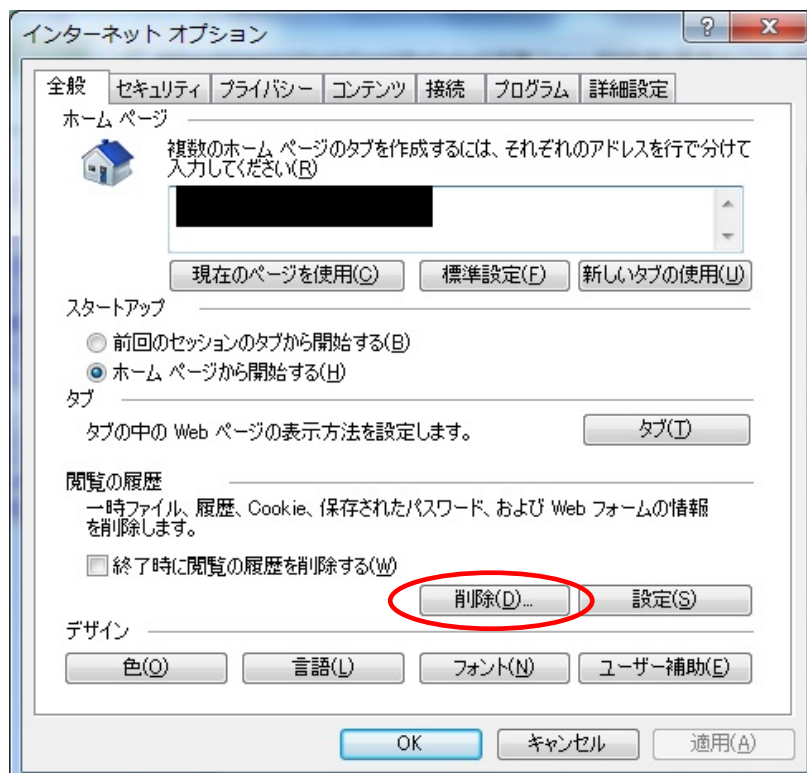 インターネット オプション
全般 セキュリティ プライバシー コンテンツ 接続 プログラム 詳細設定
ホーム ページ
複数のホーム ページのタブを作成するには、それぞれのアドレスを行で分けて
入力してください(R)
現在のページを使用(C) 標準設定(F) 新しいタブの使用(U)
スタートアップ
前回のセッションのタブから開始する(B)
ホーム ページから開始する(H)
タブ
タブの中の Web ページの表示方法を設定します。 タブ(T)
閲覧の履歴
一時ファイル、履歴、Cookie、保存されたパスワード、および Web フォームの情報
を削除します。
終了時に閲覧の履歴を削除する(W)
削除(D)... 設定(S)
デザイン
色(O) 言語(L) フォント(N) ユーザー補助(E)
OK キャンセル 適用(A)